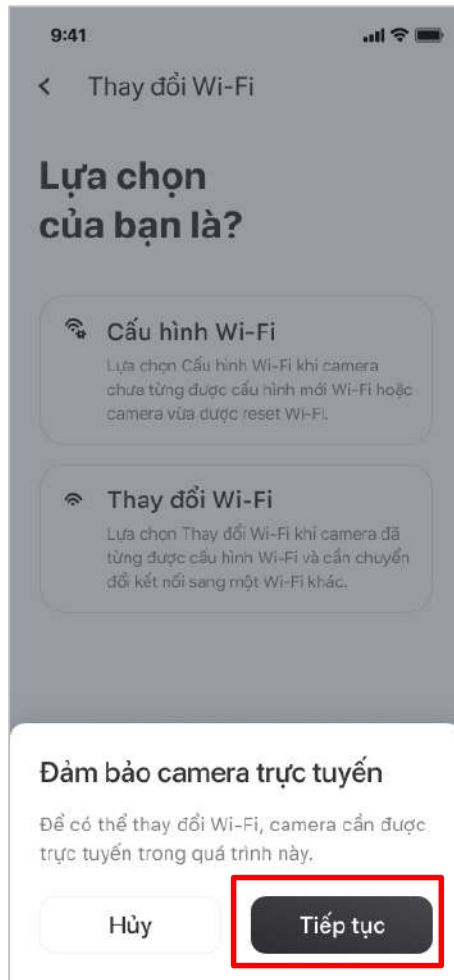 9:41
< Thay đổi Wi-Fi
Lựa chọn
của bạn là?
Cấu hình Wi-Fi
Lựa chọn Cấu hình Wi-Fi khi camera
chưa từng được cấu hình mới Wi-Fi hoặc
camera vừa được reset Wi-Fi.
Thay đổi Wi-Fi
Lựa chọn Thay đổi Wi-Fi khi camera đã
từng được cấu hình Wi-Fi và cần chuyển
đổi kết nối sang một Wi-Fi khác.
Đảm bảo camera trực tuyến
Để có thể thay đổi Wi-Fi, camera cần được
trực tuyến trong quá trình này.
Hủy
Tiếp tục